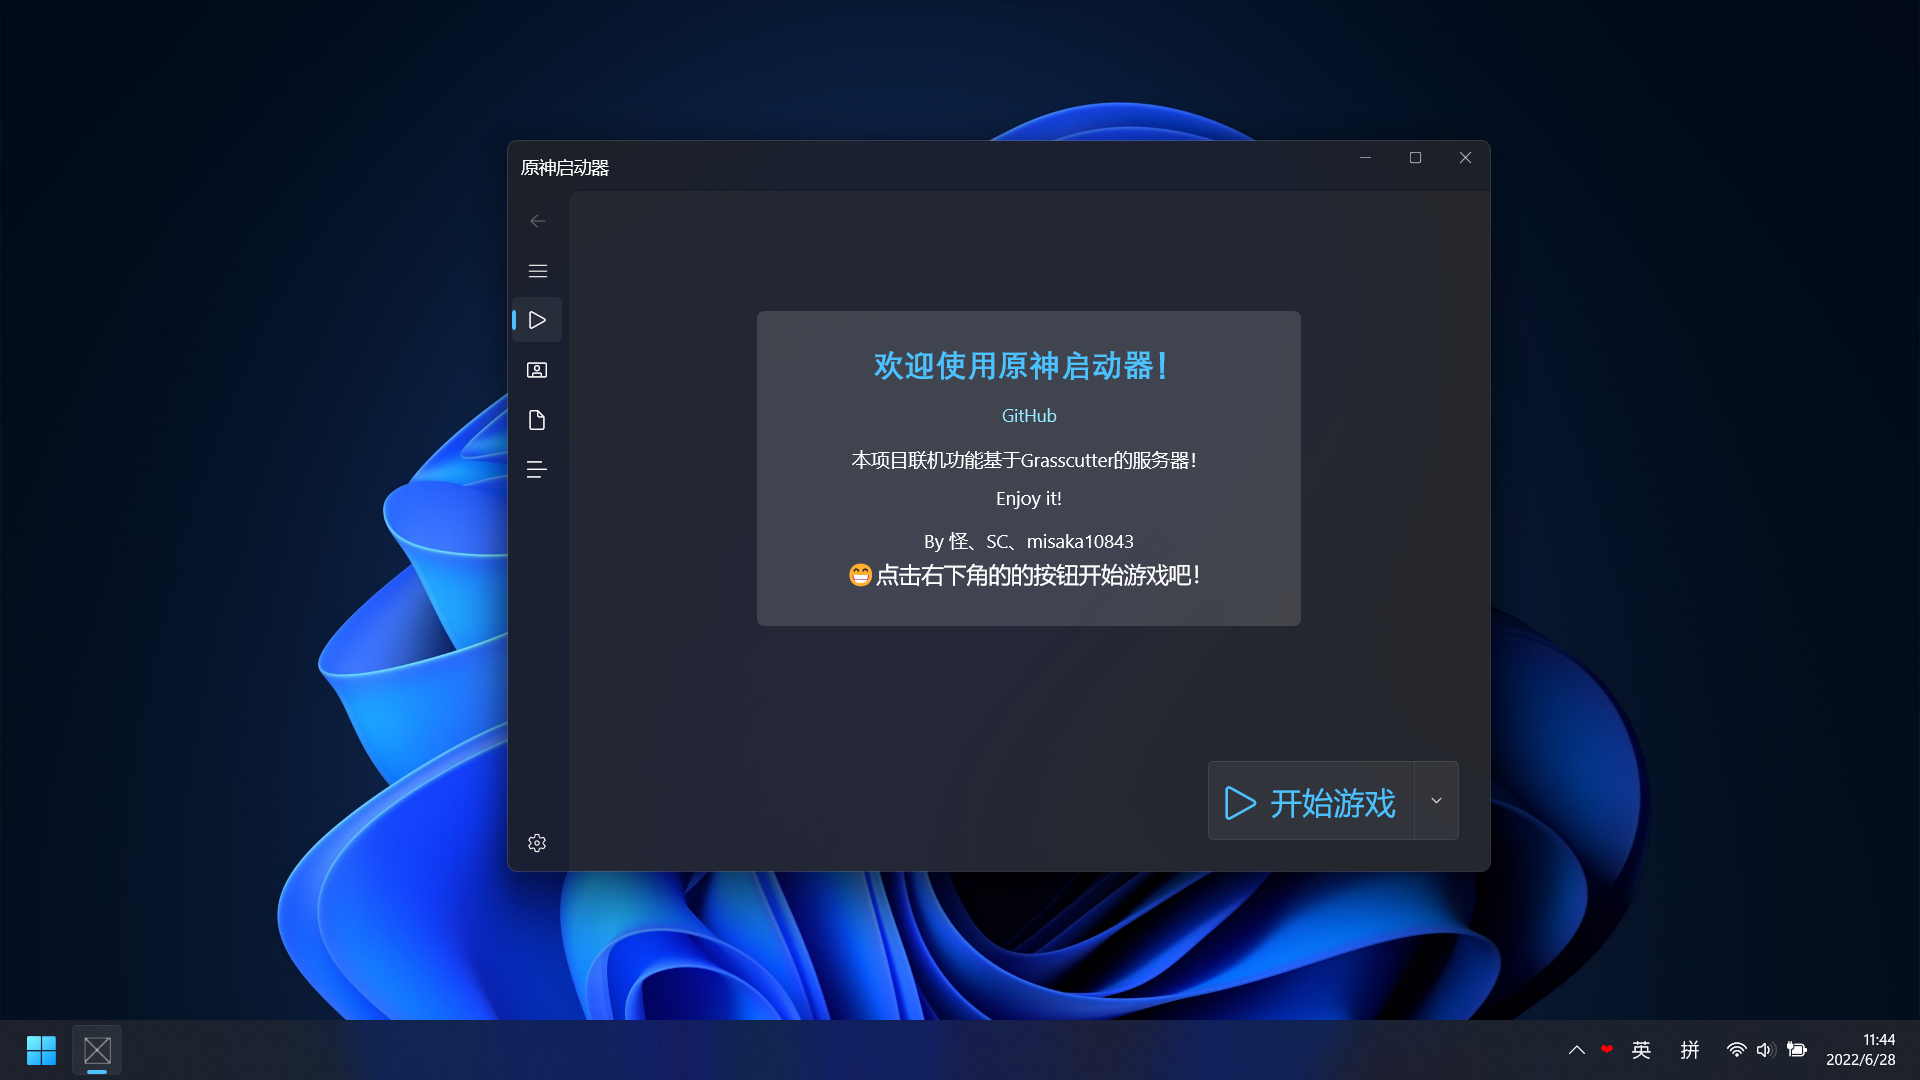 原神启动器
欢迎使用原神启动器！
GitHub
本项目联机功能基于Grasscutter的服务器！
Enjoy it!
By 怪、SC、misaka10843
😁点击右下角的的按钮开始游戏吧！
开始游戏
英 拼
11:44
2022/6/28